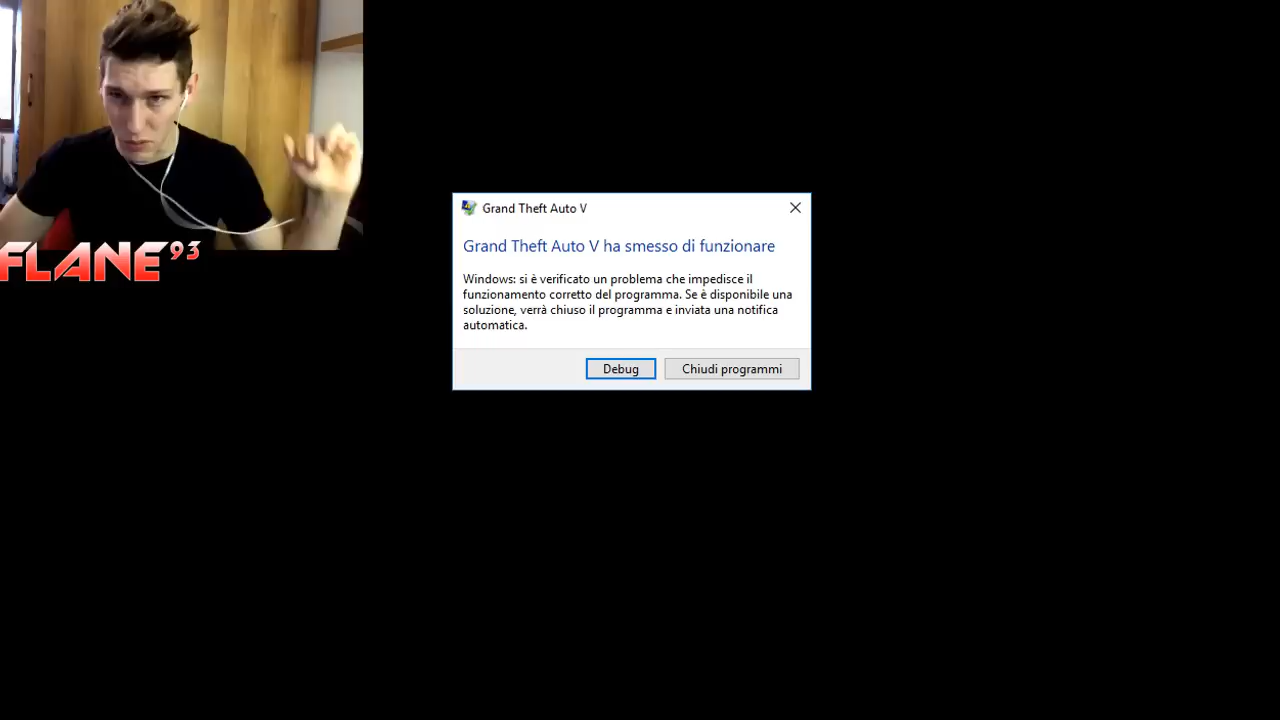 FLANE93
Grand Theft Auto V
Grand Theft Auto V ha smesso di funzionare
Windows: si è verificato un problema che impedisce il
funzionamento corretto del programma. Se è disponibile una
soluzione, verrà chiuso il programma e inviata una notifica
automatica.
Debug
Chiudi programmi